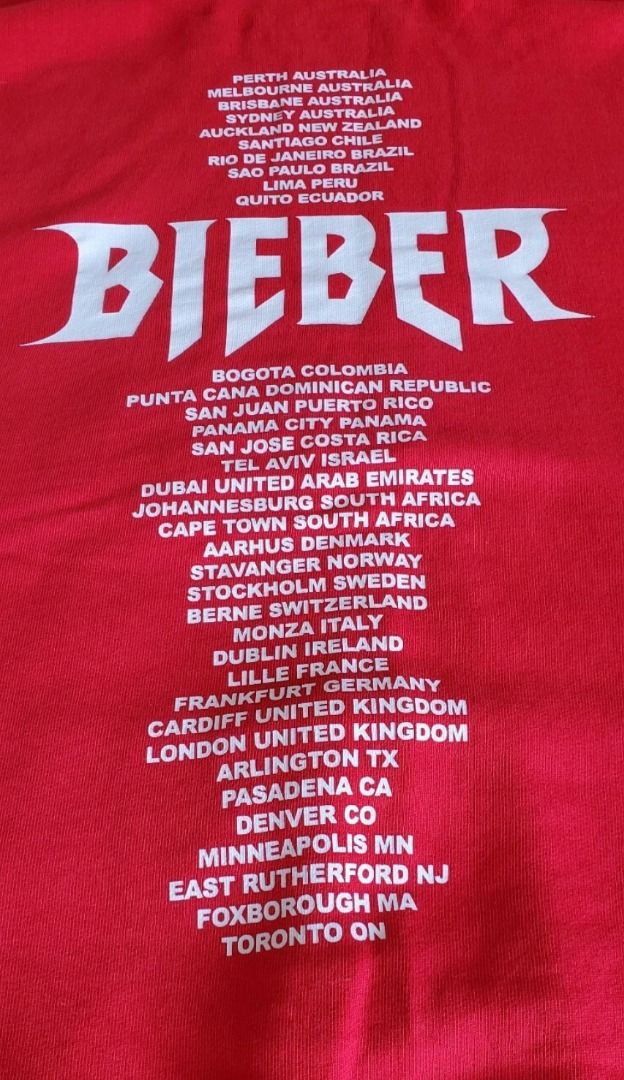 PERTH AUSTRALIA
MELBOURNE AUSTRALIA
BRISBANE AUSTRALIA
SYDNEY AUSTRALIA
AUCKLAND NEW ZEALAND
SANTIAGO CHILE
RIO DE JANEIRO BRAZIL
SAO PAULO BRAZIL
LIMA PERU
QUITO ECUADOR
BIEBER
BOGOTA COLOMBIA
PUNTA CANA DOMINICAN REPUBLIC
SAN JUAN PUERTO RICO
PANAMA CITY PANAMA
SAN JOSE COSTA RICA
TEL AVIV ISRAEL
DUBAI UNITED ARAB EMIRATES
JOHANNESBURG SOUTH AFRICA
CAPE TOWN SOUTH AFRICA
AARHUS DENMARK
STAVANGER NORWAY
STOCKHOLM SWEDEN
BERNE SWITZERLAND
MONZA ITALY
DUBLIN IRELAND
LILLE FRANCE
FRANKFURT GERMANY
CARDIFF UNITED KINGDOM
LONDON UNITED KINGDOM
ARLINGTON TX
PASADENA CA
DENVER CO
MINNEAPOLIS MN
EAST RUTHERFORD NJ
FOXBOROUGH MA
TORONTO ON